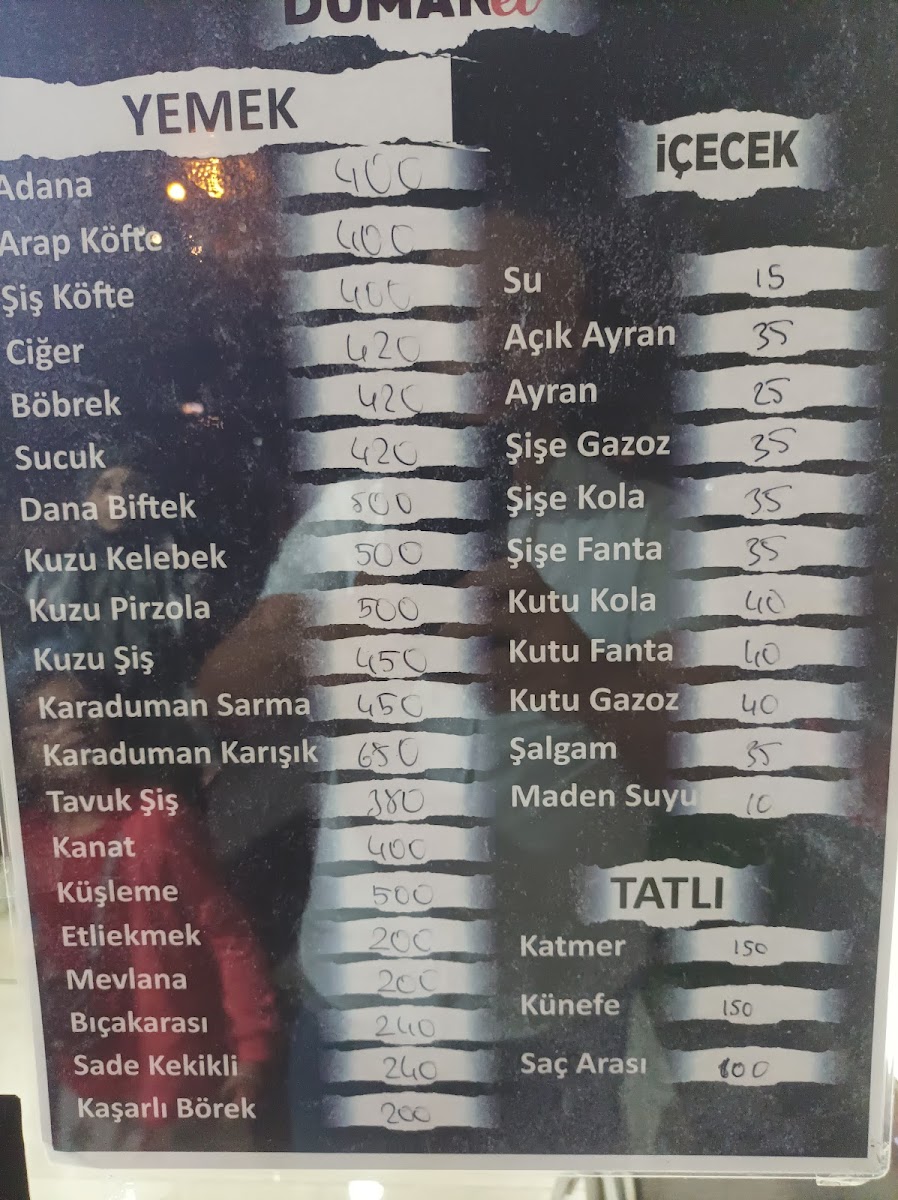 DUMANet
YEMEK
Adana 400
Arap Köfte 400
Şiş Köfte 400
Ciğer 420
Böbrek 420
Sucuk 420
Dana Biftek
Kuzu Kelebek 500
Kuzu Pirzola 500
Kuzu Şiş 450
Karaduman Sarma 450
Karaduman Karışık 650
Tavuk Şiş 380
Kanat 400
Küşleme 500
Etliekmek 200
Mevlana 200
Bıçakarası 240
Sade Kekikli 240
Kaşarlı Börek 200
İÇECEK
Su 15
Açık Ayran 35
Ayran 25
Şişe Gazoz 35
Şişe Kola 35
Şişe Fanta 35
Kutu Kola 40
Kutu Fanta 40
Kutu Gazoz 40
Şalgam 35
Maden Suyu 10
TATLI
Katmer 150
Künefe 150
Saç Arası